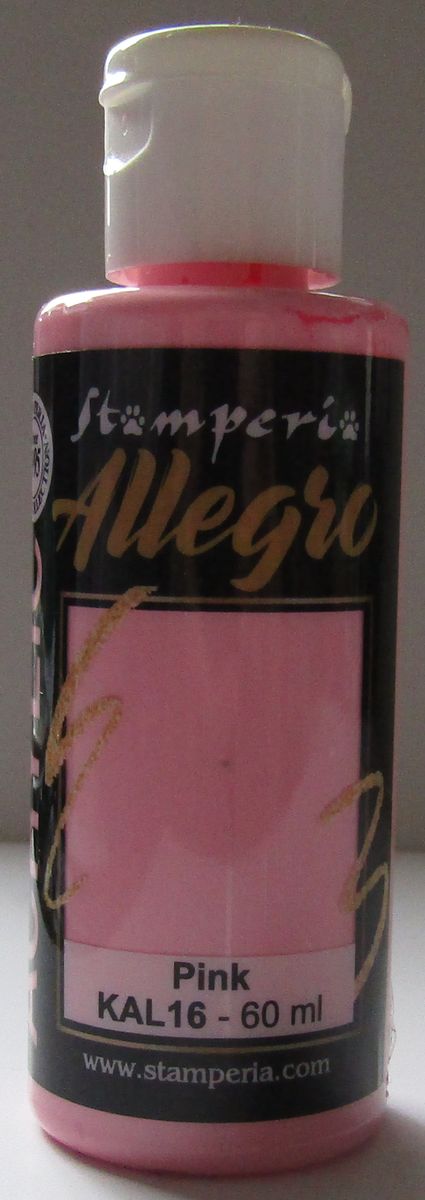 Stamperia
Allegro
Pink
KAL16 - 60 ml
www.stamperia.com